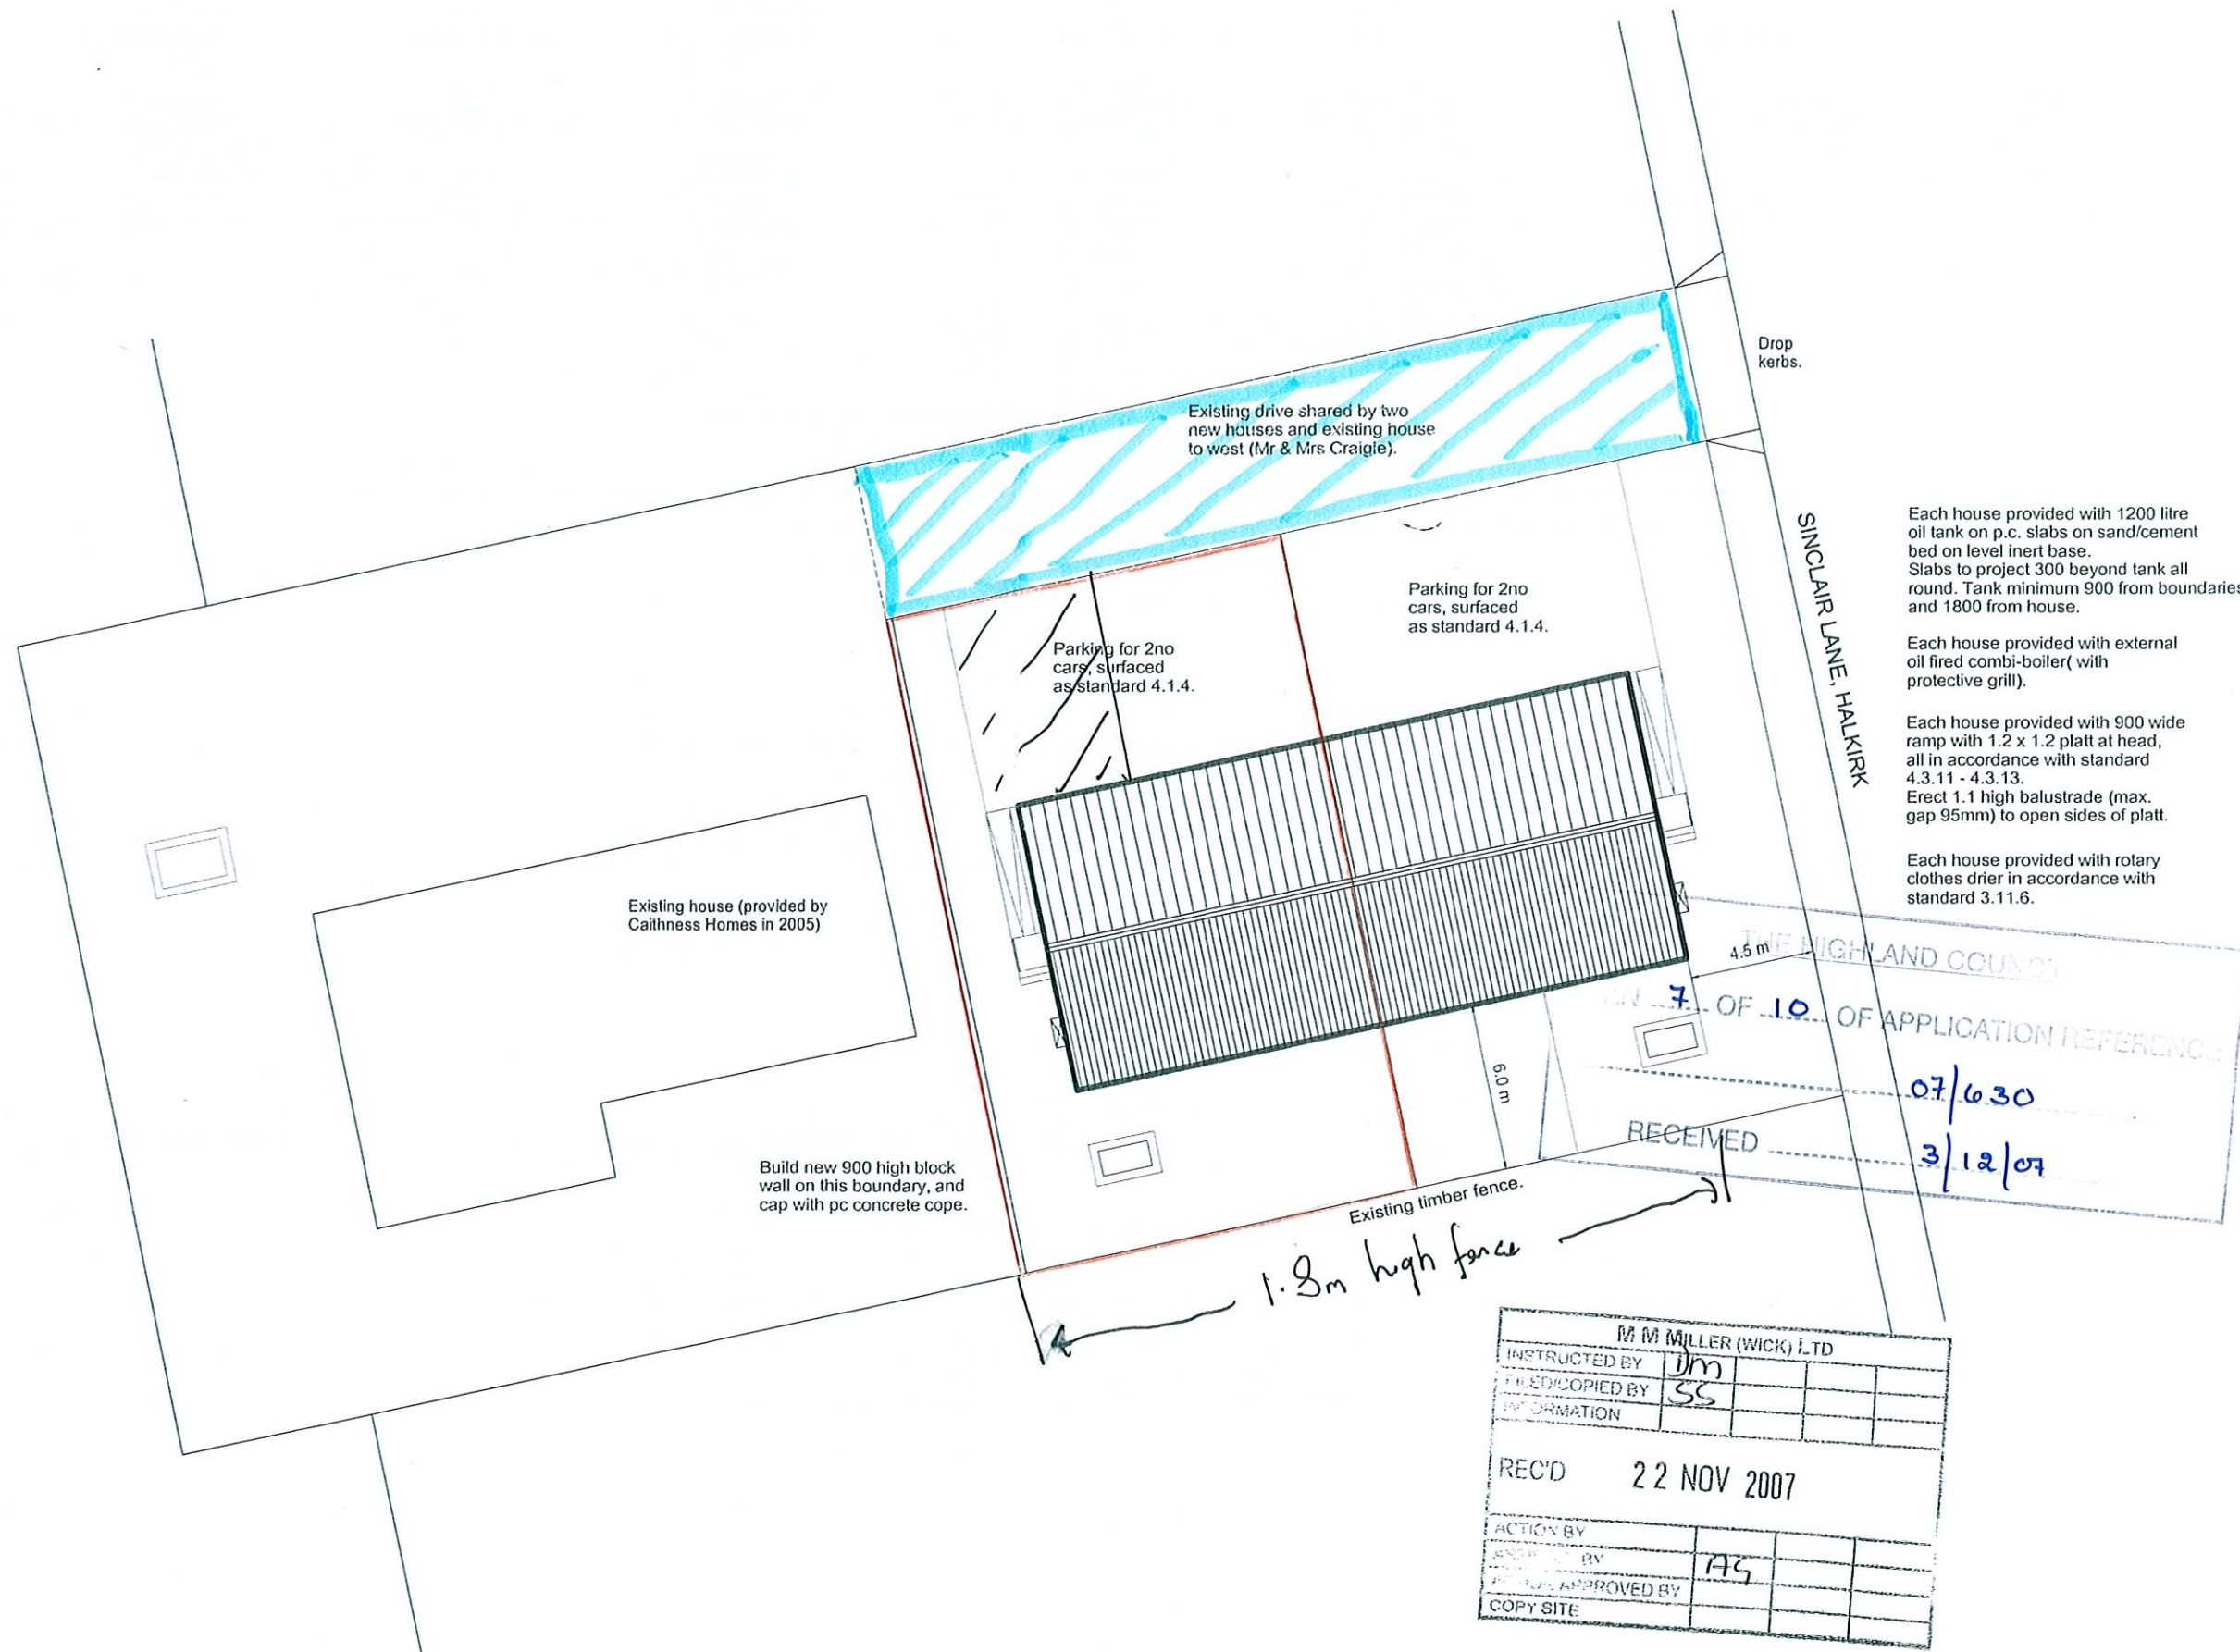 Drop
kerbs.
Existing drive shared by two
new houses and existing house
to west (Mr & Mrs Craigie).
SINCLAIR LANE, HALKIRK
Each house provided with 1200 litre
oil tank on p.c. slabs on sand/cement
bed on level inert base.
Slabs to project 300 beyond tank all
round. Tank minimum 900 from boundaries
and 1800 from house.
Each house provided with external
oil fired combi-boiler( with
protective grill).
Each house provided with 900 wide
ramp with 1.2 x 1.2 platt at head,
all in accordance with standard
4.3.11 - 4.3.13.
Erect 1.1 high balustrade (max.
gap 95mm) to open sides of platt.
Each house provided with rotary
clothes drier in accordance with
standard 3.11.6.
Parking for 2no
cars, surfaced
as standard 4.1.4.
Parking for 2no
cars, surfaced
as standard 4.1.4.
Existing house (provided by
Caithness Homes in 2005)
4.5 m
6.0 m
THE HIGHLAND COUNCIL
7 OF 10 OF APPLICATION REFERENCE
07/630
RECEIVED 3/12/07
Build new 900 high block
wall on this boundary, and
cap with pc concrete cope.
Existing timber fence.
1.8m high fence
M M MILLER (WICK) LTD
INSTRUCTED BY DM
FILED/COPIED BY SS
INFORMATION
REC'D 22 NOV 2007
ACTION BY
BY AG
APPROVED BY
COPY SITE